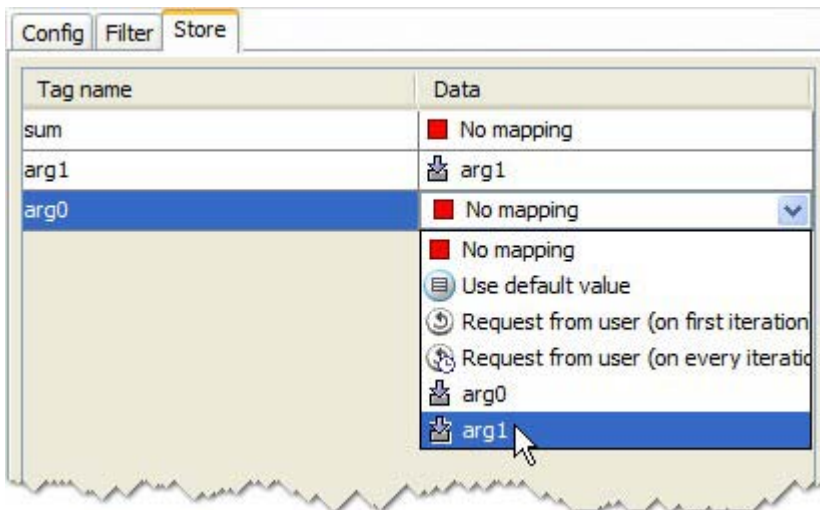 Config Filter Store
Tag name Data
sum No mapping
arg1 arg1
arg0 No mapping
No mapping
Use default value
Request from user (on first iteration
Request from user (on every iteratio
arg0
arg1